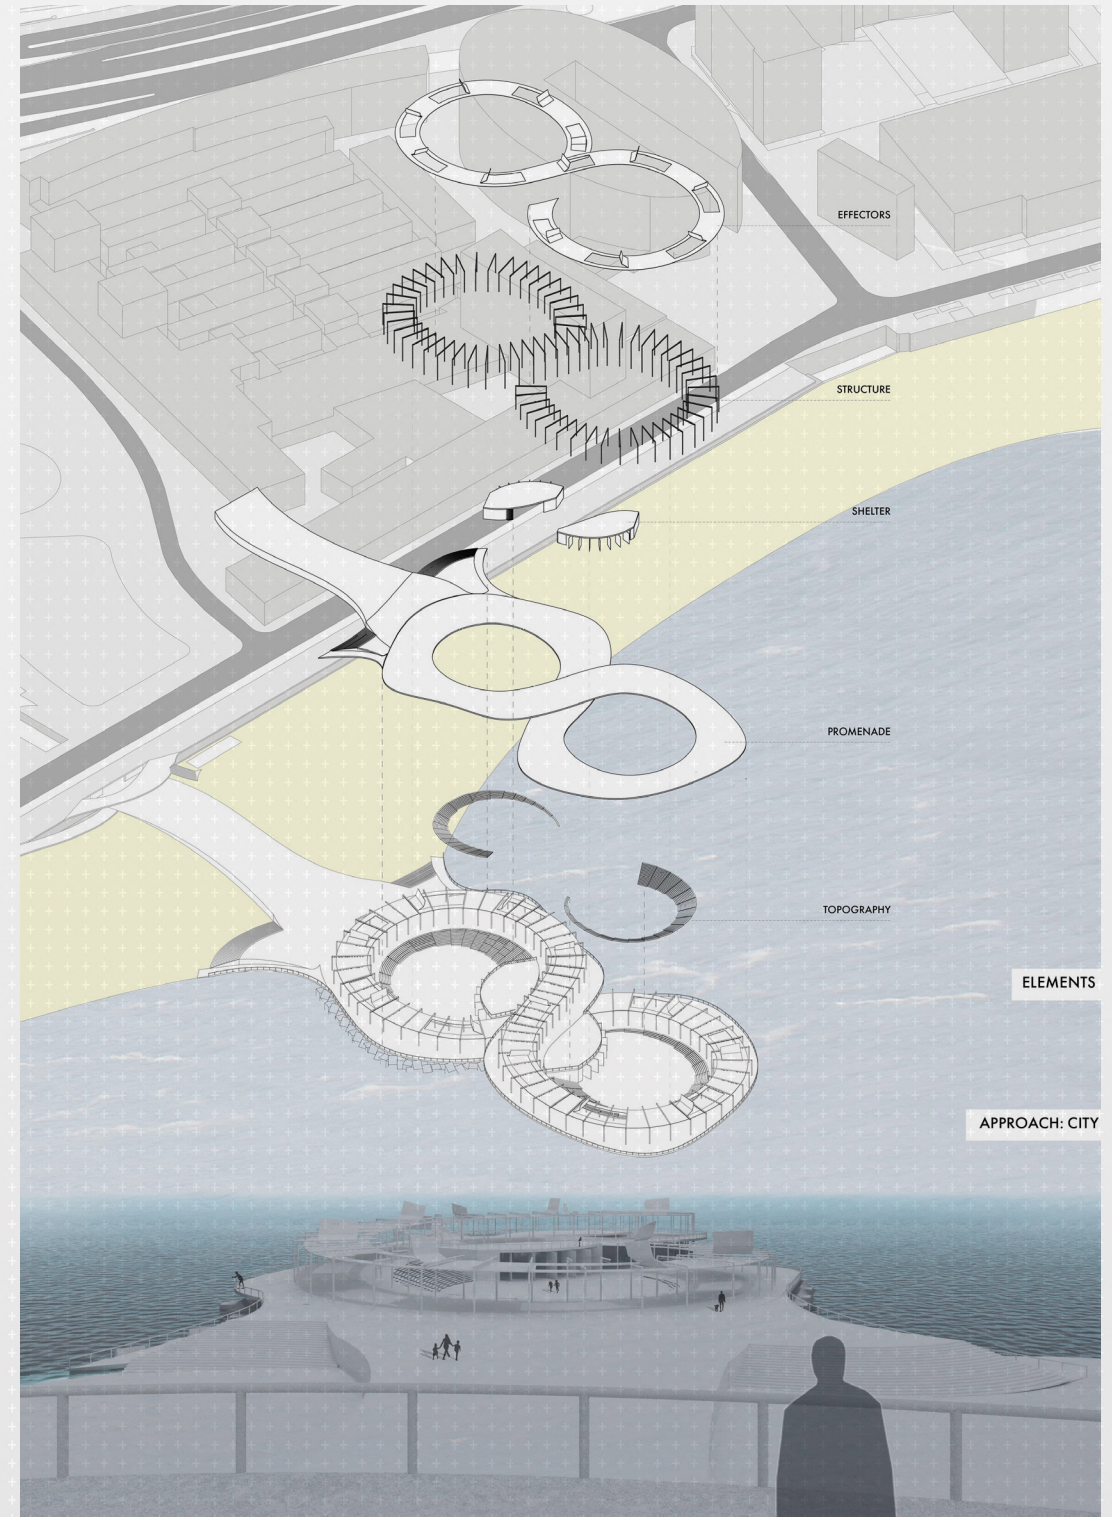 EFFECTORS
STRUCTURE
SHELTER
PROMENADE
TOPOGRAPHY
ELEMENTS
APPROACH: CITY